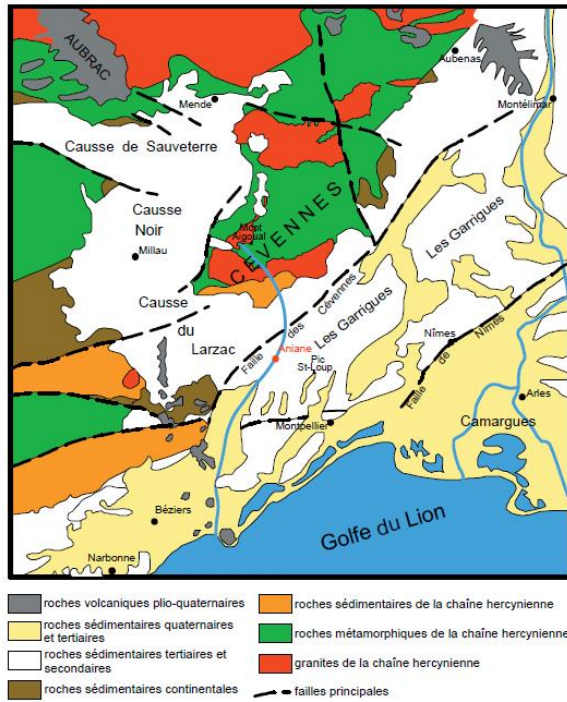 AUBRAC
Aubenas
Mende
Montélimar
Causse de Sauveterre
Causse
Noir
Millau
Mont
Aigoual
CÉVENNES
Les Garrigues
Causse
du
Larzac
Faille des Cévennes
Les Garrigues
Aniane
Pic
St-Loup
Nîmes
Faille de Nîmes
Arles
Montpellier
Camargues
Béziers
Golfe du Lion
Narbonne
roches volcaniques plio-quaternaires
roches sédimentaires quaternaires
et tertiaires
roches sédimentaires tertiaires et
secondaires
roches sédimentaires continentales
roches sédimentaires de la chaîne hercynienne
roches métamorphiques de la chaîne hercynienne
granites de la chaîne hercynienne
failles principales